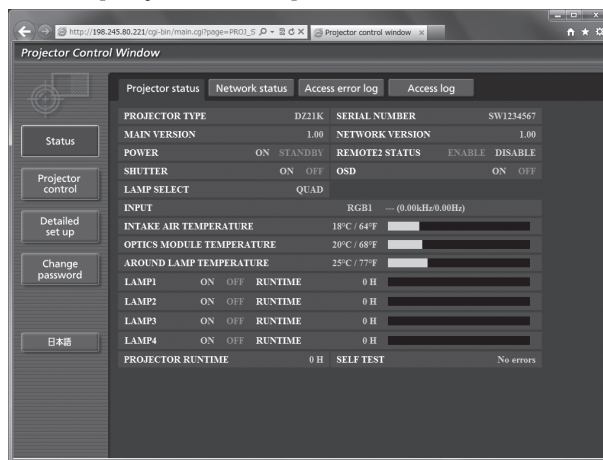 http://198.245.80.221/cgi-bin/main.cgi?page=PROJ_S
Projector control window
Projector Control Window
Projector status Network status Access error log Access log
Status
Projector control
Detailed set up
Change password
日本語
PROJECTOR TYPE DZ21K SERIAL NUMBER SW1234567
MAIN VERSION 1.00 NETWORK VERSION 1.00
POWER ON STANDBY REMOTE2 STATUS ENABLE DISABLE
SHUTTER ON OFF OSD ON OFF
LAMP SELECT QUAD
INPUT RGB1 --- (0.00kHz/0.00Hz)
INTAKE AIR TEMPERATURE 18°C / 64°F
OPTICS MODULE TEMPERATURE 20°C / 68°F
AROUND LAMP TEMPERATURE 25°C / 77°F
LAMP1 ON OFF RUNTIME 0 H
LAMP2 ON OFF RUNTIME 0 H
LAMP3 ON OFF RUNTIME 0 H
LAMP4 ON OFF RUNTIME 0 H
PROJECTOR RUNTIME 0 H SELF TEST No errors